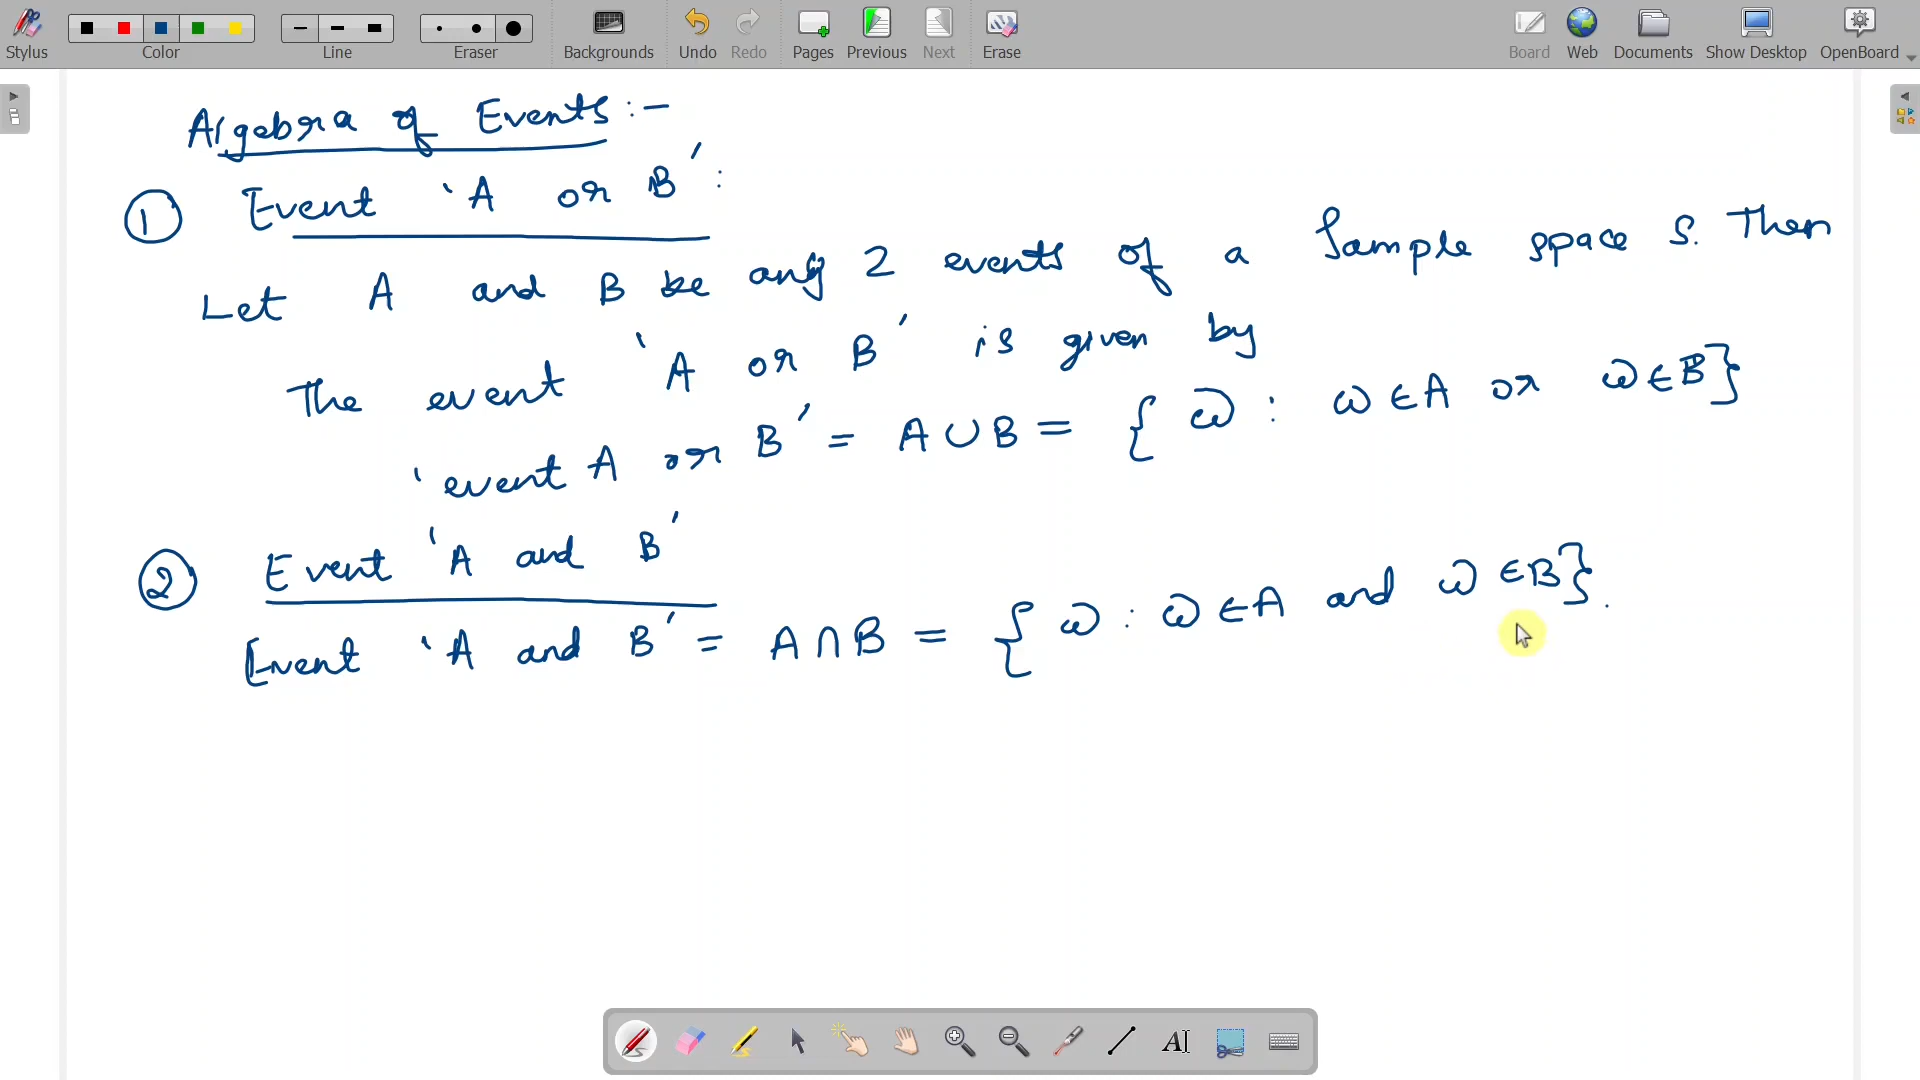 Stylus Color Line Eraser Backgrounds Undo Redo Pages Previous Next Erase Board Web Documents Show Desktop OpenBoard
Algebra of Events :-
① Event 'A or B' :
Let A and B be any 2 events of a Sample space S. Then
The event 'A or B' is given by
'event A or B' = A ∪ B = { ω : ω ∈ A or ω ∈ B }
② Event 'A and B'
Event 'A and B' = A ∩ B = { ω : ω ∈ A and ω ∈ B }.